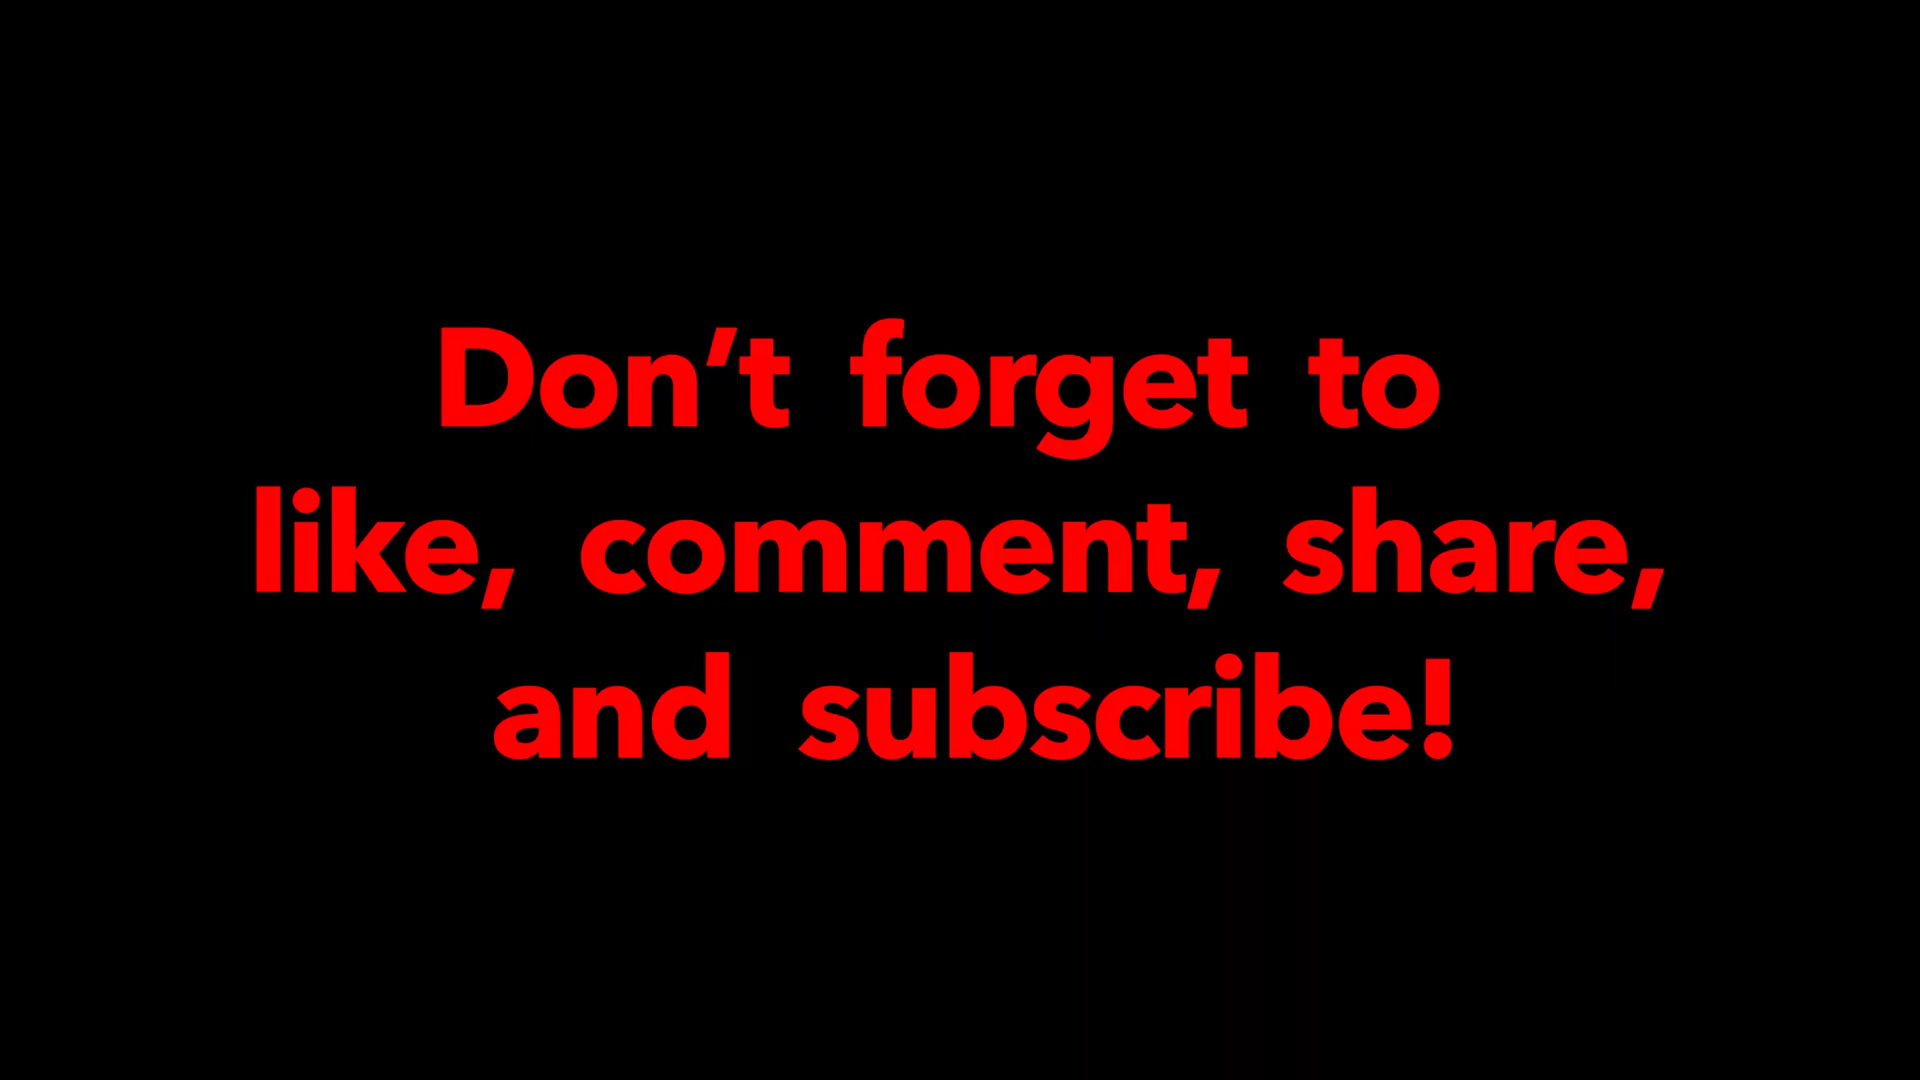 Don’t forget to
like, comment, share,
and subscribe!